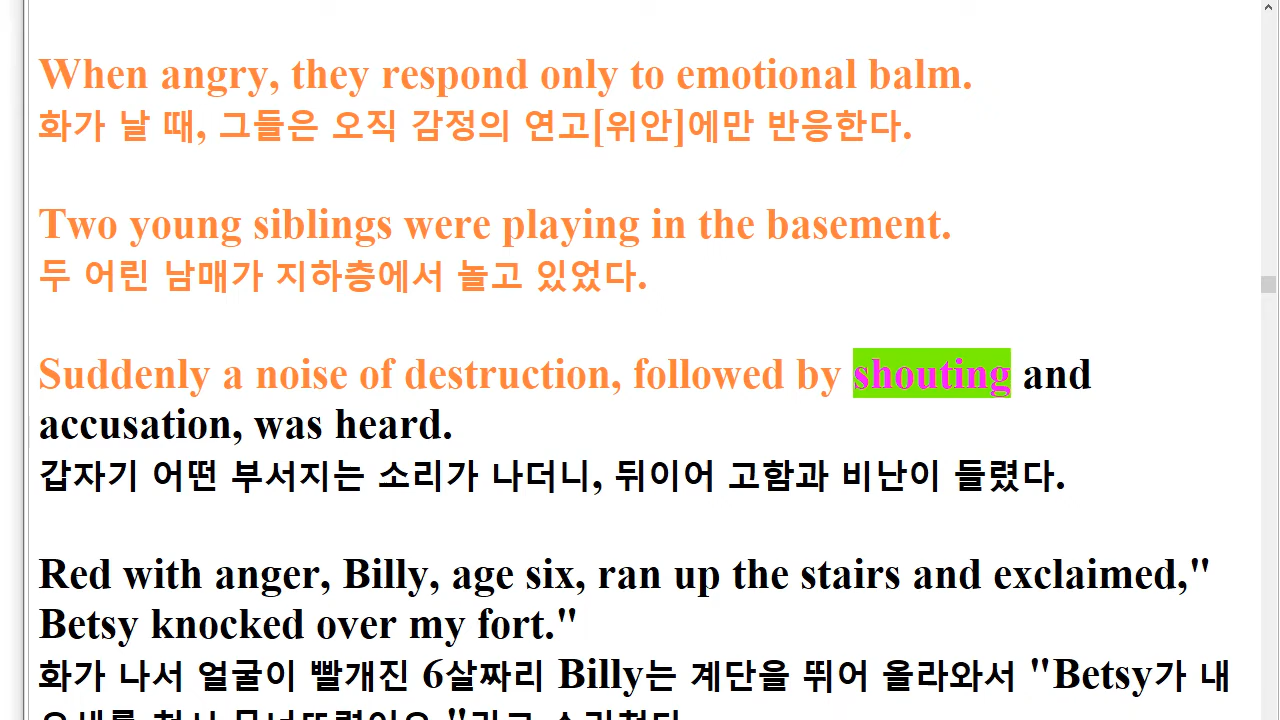 When angry, they respond only to emotional balm.
화가 날 때, 그들은 오직 감정의 연고[위안]에만 반응한다.
Two young siblings were playing in the basement.
두 어린 남매가 지하층에서 놀고 있었다.
Suddenly a noise of destruction, followed by shouting and
accusation, was heard.
갑자기 어떤 부서지는 소리가 나더니, 뒤이어 고함과 비난이 들렸다.
Red with anger, Billy, age six, ran up the stairs and exclaimed,"
Betsy knocked over my fort."
화가 나서 얼굴이 빨개진 6살짜리 Billy는 계단을 뛰어 올라와서 "Betsy가 내